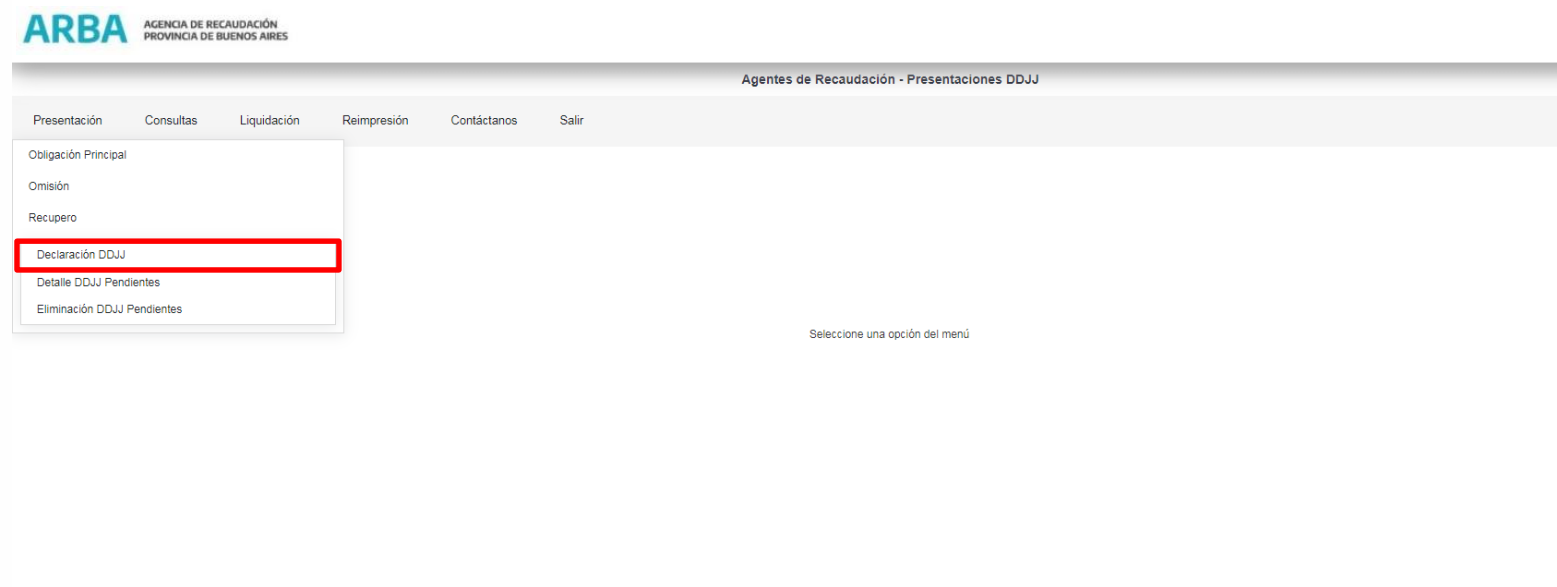 ARBA AGENCIA DE RECAUDACIÓN
PROVINCIA DE BUENOS AIRES
Agentes de Recaudación - Presentaciones DDJJ
Presentación Consultas Liquidación Reimpresión Contáctanos Salir
Obligación Principal
Omisión
Recupero
Declaración DDJJ
Detalle DDJJ Pendientes
Eliminación DDJJ Pendientes
Seleccione una opción del menú